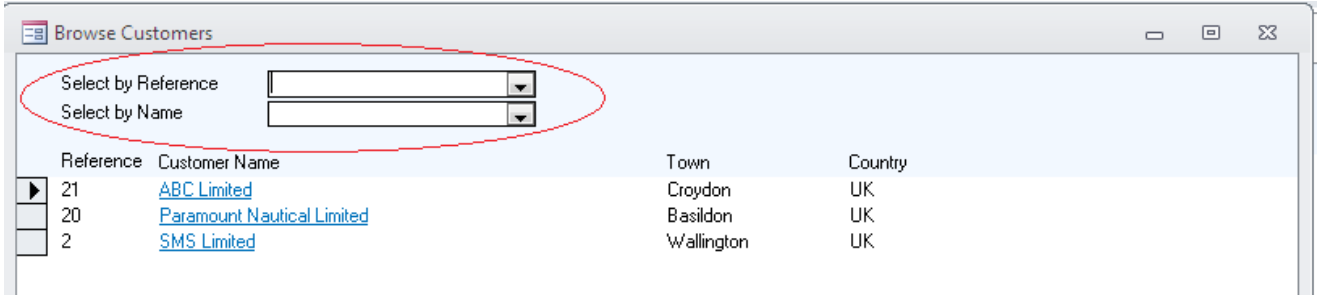 Browse Customers
Select by Reference
Select by Name
Reference Customer Name Town Country
21 ABC Limited Croydon UK
20 Paramount Nautical Limited Basildon UK
2 SMS Limited Wallington UK